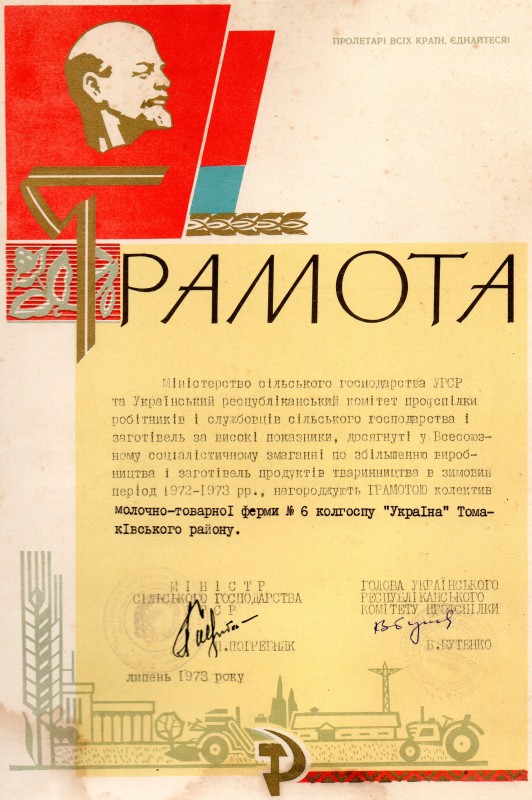 ПРОЛЕТАРІ ВСІХ КРАЇН, ЄДНАЙТЕСЯ!
ГРАМОТА
Міністерство сільського господарства УРСР
та Український республіканський комітет профспілки
робітників і службовців сільського господарства і
заготівель за високі показники, досягнуті у Всесоюз-
ному соціалістичному змаганні по збільшенню вироб-
ництва і заготівель продуктів тваринництва в зимовий
період 1972-1973 рр., нагороджують ГРАМОТОЮ колектив
молочно-товарної ферми № 6 колгоспу "Україна" Тома-
ківського району.
МІНІСТР
СІЛЬСЬКОГО ГОСПОДАРСТВА
УРСР
П.ПОГРЕБНЯК
ГОЛОВА УКРАЇНСЬКОГО
РЕСПУБЛІКАНСЬКОГО
КОМІТЕТУ ПРОФСПІЛКИ
В.БУТЕНКО
липень 1973 року